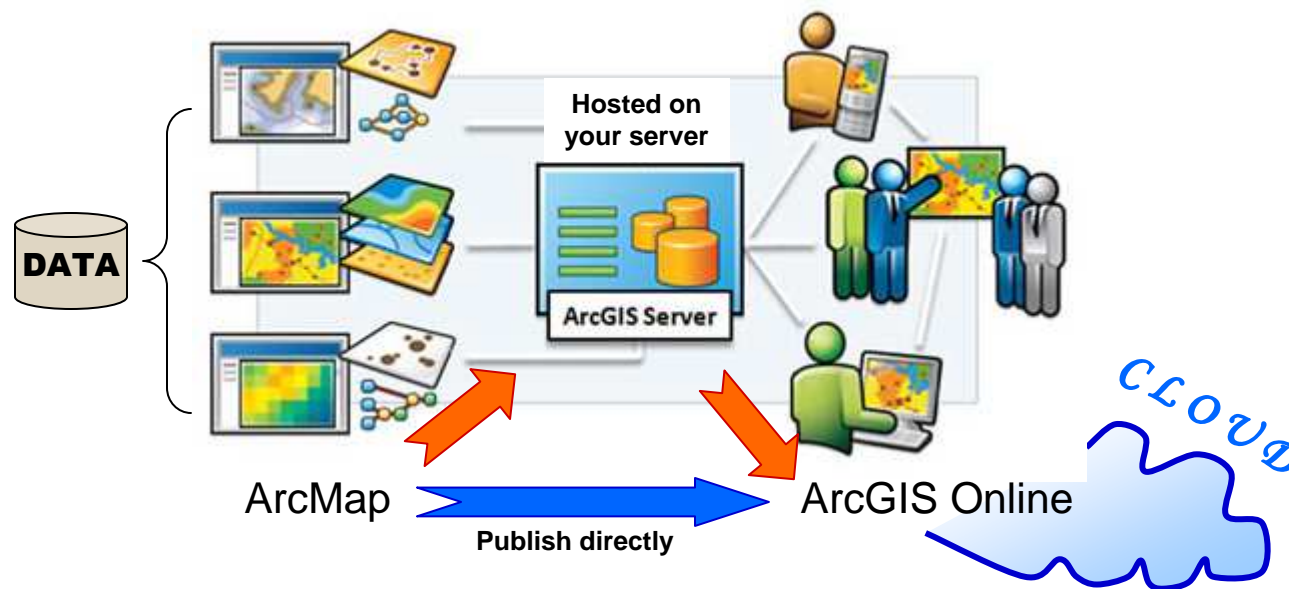 Hosted on
your server
DATA
ArcGIS Server
CLOUD
ArcMap
ArcGIS Online
Publish directly